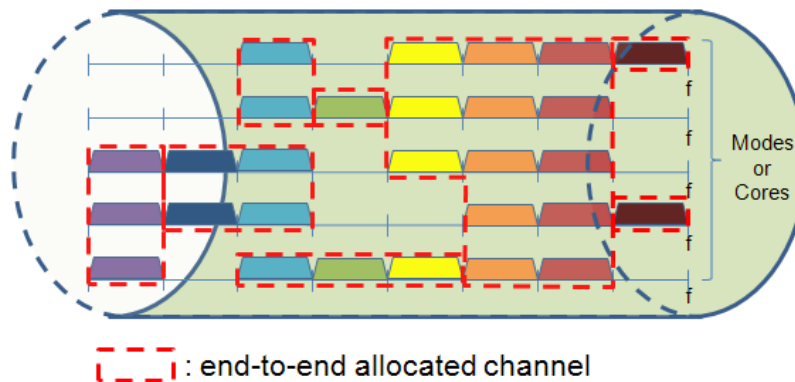 f
f
Modes
or
Cores
f
f
f
: end-to-end allocated channel